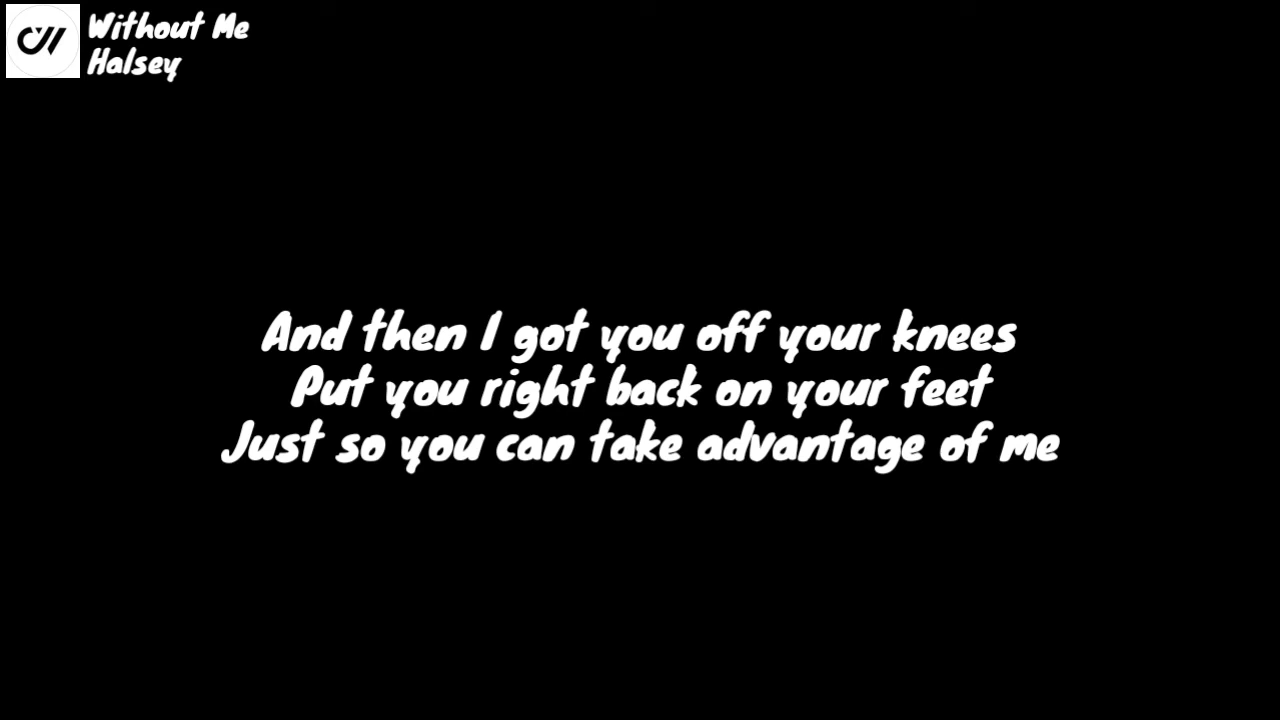 Without Me
Halsey
And then I got you off your knees
Put you right back on your feet
Just so you can take advantage of me